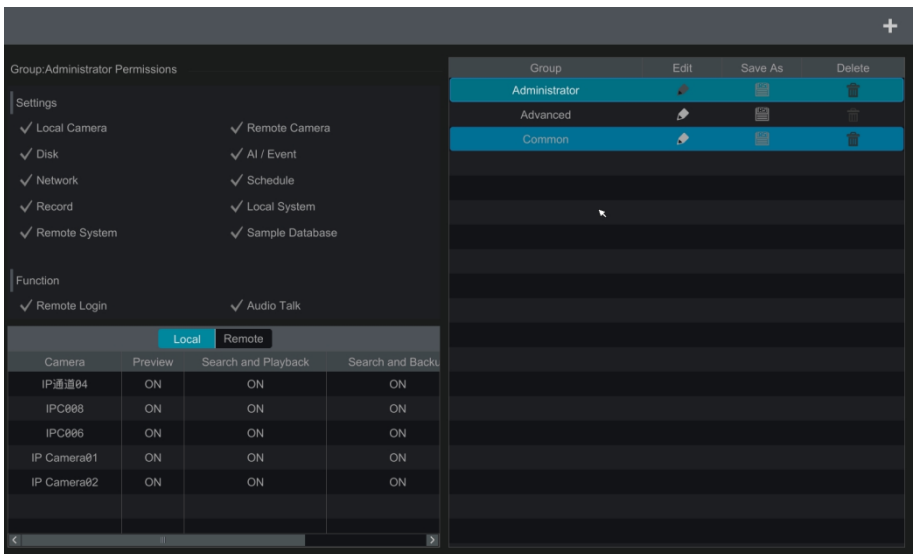 Group:Administrator Permissions
Settings
Local Camera Remote Camera
Disk AI / Event
Network Schedule
Record Local System
Remote System Sample Database
Function
Remote Login Audio Talk
Local Remote
Camera Preview Search and Playback Search and Backu
IP通道04 ON ON ON
IPC008 ON ON ON
IPC006 ON ON ON
IP Camera01 ON ON ON
IP Camera02 ON ON ON
Group Edit Save As Delete
Administrator
Advanced
Common